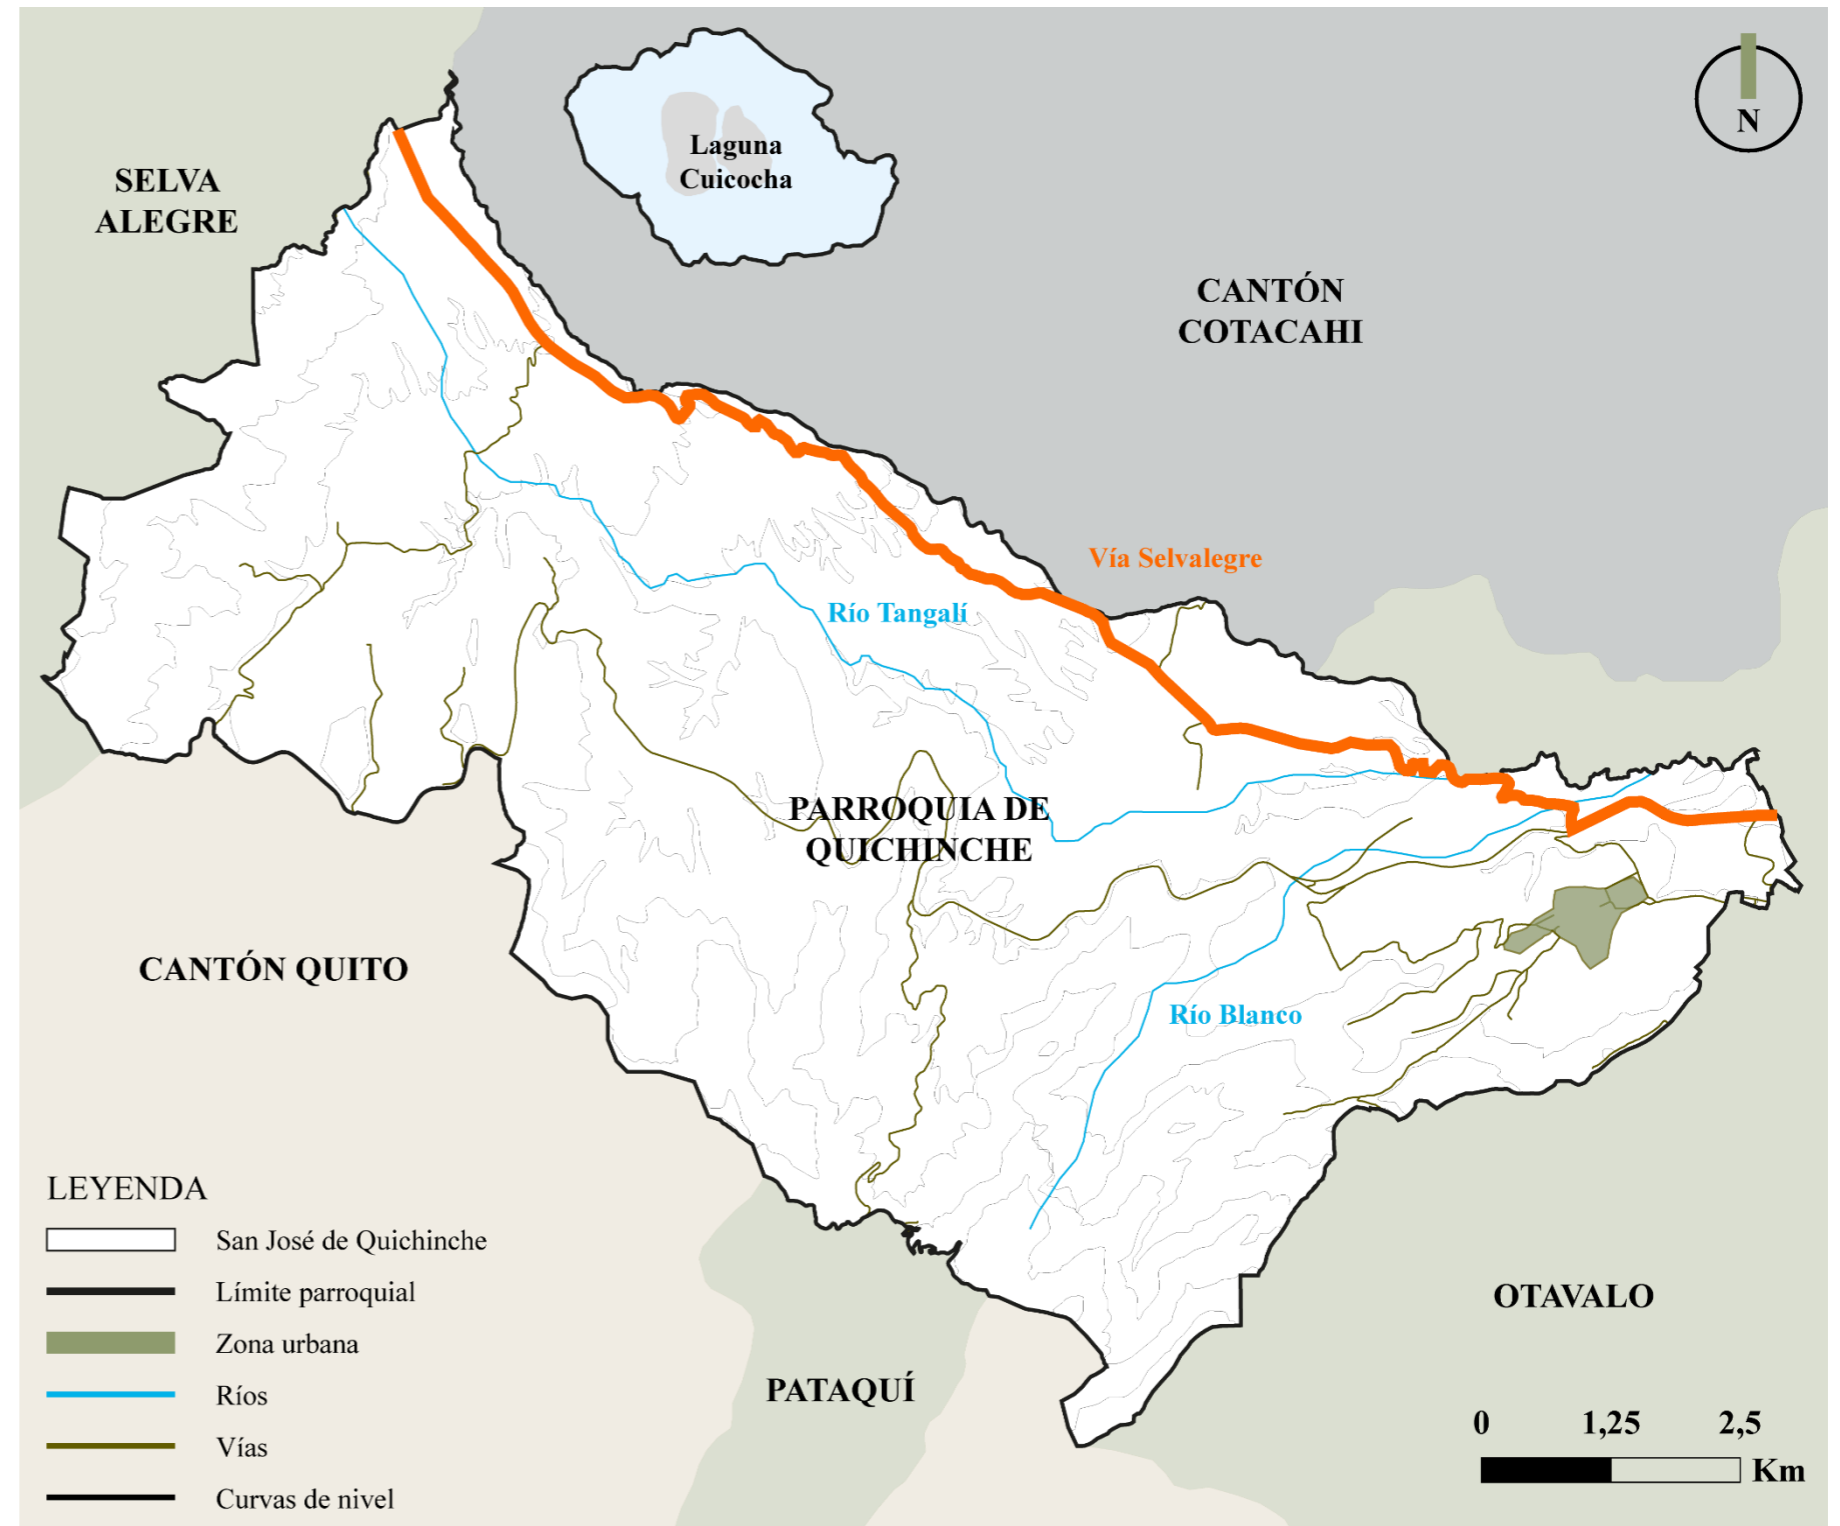 N
Laguna
Cuicocha
SELVA
ALEGRE
CANTÓN
COTACAHI
Vía Selvalegre
Río Tangalí
PARROQUIA DE
QUICHINCHE
CANTÓN QUITO
Río Blanco
LEYENDA
San José de Quichinche
Límite parroquial
Zona urbana
Ríos
Vías
Curvas de nivel
OTAVALO
PATAQUÍ
0 1,25 2,5
Km